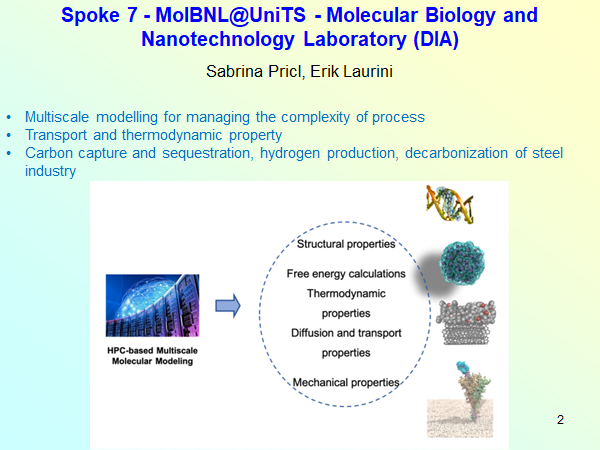 Spoke 7 - MolBNL@UniTS - Molecular Biology and
Nanotechnology Laboratory (DIA)
Sabrina Pricl, Erik Laurini
• Multiscale modelling for managing the complexity of process
• Transport and thermodynamic property
• Carbon capture and sequestration, hydrogen production, decarbonization of steel
industry
HPC-based Multiscale
Molecular Modeling
Structural properties
Free energy calculations
Thermodynamic
properties
Diffusion and transport
properties
Mechanical properties
2